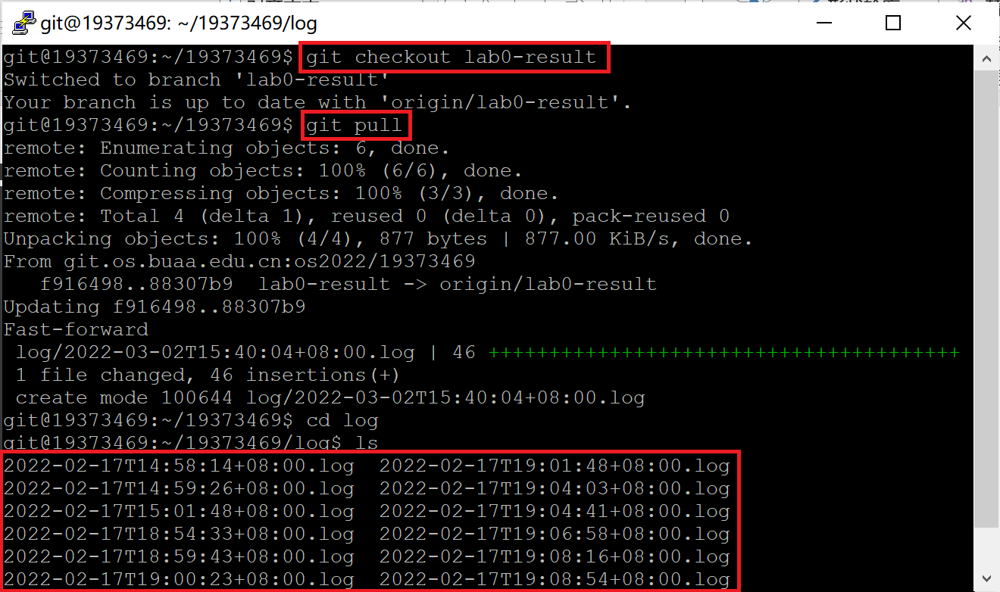 git@19373469: ~/19373469/log
git@19373469:~/19373469$ git checkout lab0-result
Switched to branch 'lab0-result'
Your branch is up to date with 'origin/lab0-result'.
git@19373469:~/19373469$ git pull
remote: Enumerating objects: 6, done.
remote: Counting objects: 100% (6/6), done.
remote: Compressing objects: 100% (3/3), done.
remote: Total 4 (delta 1), reused 0 (delta 0), pack-reused 0
Unpacking objects: 100% (4/4), 877 bytes | 877.00 KiB/s, done.
From git.os.buaa.edu.cn:os2022/19373469
   f916498..88307b9  lab0-result -> origin/lab0-result
Updating f916498..88307b9
Fast-forward
 log/2022-03-02T15:40:04+08:00.log | 46 +++++++++++++++++++++++++++++++++++++++
 1 file changed, 46 insertions(+)
 create mode 100644 log/2022-03-02T15:40:04+08:00.log
git@19373469:~/19373469$ cd log
git@19373469:~/19373469/log$ ls
2022-02-17T14:58:14+08:00.log  2022-02-17T19:01:48+08:00.log
2022-02-17T14:59:26+08:00.log  2022-02-17T19:04:03+08:00.log
2022-02-17T15:01:48+08:00.log  2022-02-17T19:04:41+08:00.log
2022-02-17T18:54:33+08:00.log  2022-02-17T19:06:58+08:00.log
2022-02-17T18:59:43+08:00.log  2022-02-17T19:08:16+08:00.log
2022-02-17T19:00:23+08:00.log  2022-02-17T19:08:54+08:00.log